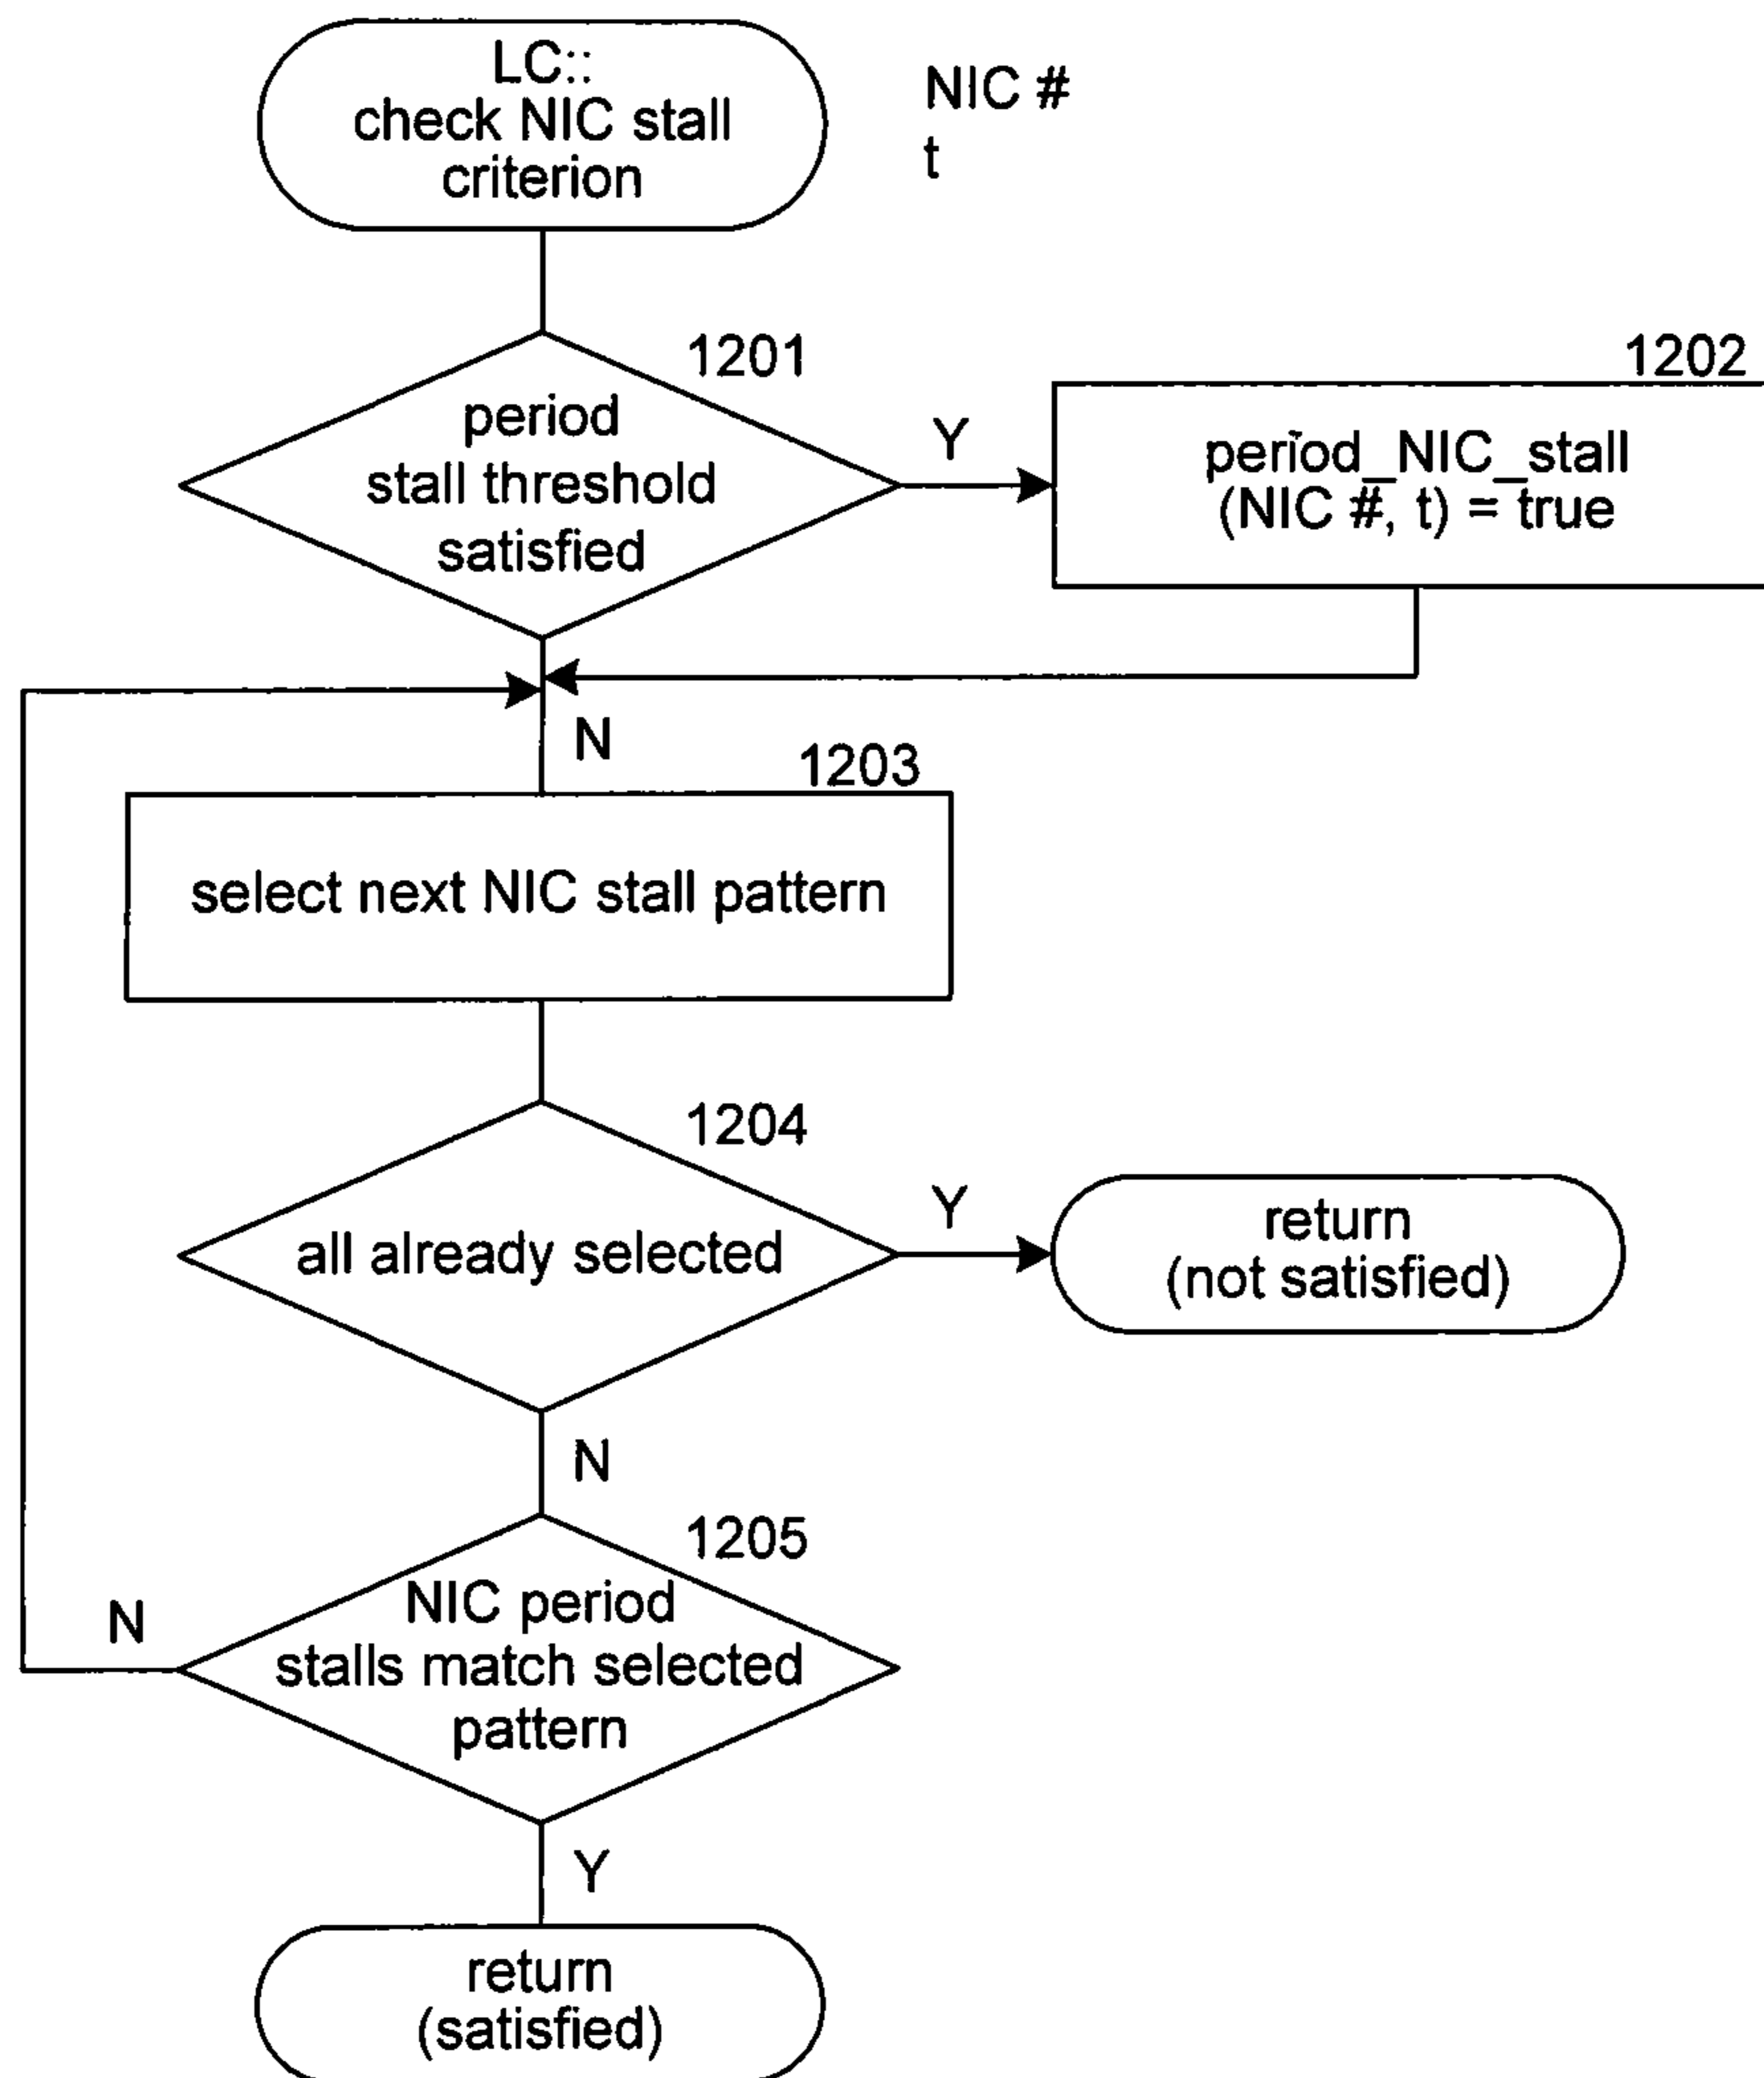 LC::
check NIC stall
criterion
NIC #
t
1201
period
stall threshold
satisfied
Y
1202
period_NIC_stall
(NIC #, t) = true
N
1203
select next NIC stall pattern
1204
all already selected
Y
return
(not satisfied)
N
1205
NIC period
stalls match selected
pattern
N
Y
return
(satisfied)